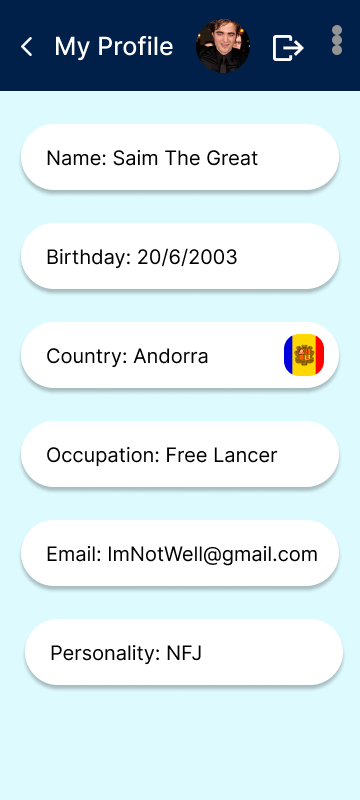 My Profile
Name: Saim The Great
Birthday: 20/6/2003
Country: Andorra
Occupation: Free Lancer
Email: ImNotWell@gmail.com
Personality: NFJ